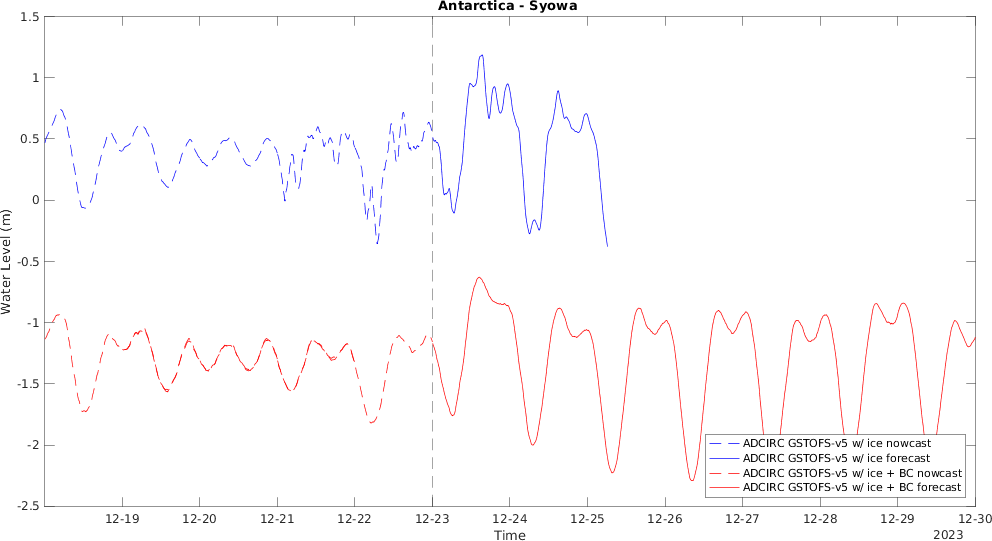 Antarctica - Syowa
Water Level (m)
1.5
1
0.5
0
-0.5
-1
-1.5
-2
-2.5
ADCIRC GSTOFS-v5 w/ ice nowcast
ADCIRC GSTOFS-v5 w/ ice forecast
ADCIRC GSTOFS-v5 w/ ice + BC nowcast
ADCIRC GSTOFS-v5 w/ ice + BC forecast
12-19 12-20 12-21 12-22 12-23 12-24 12-25 12-26 12-27 12-28 12-29 12-30
Time
2023